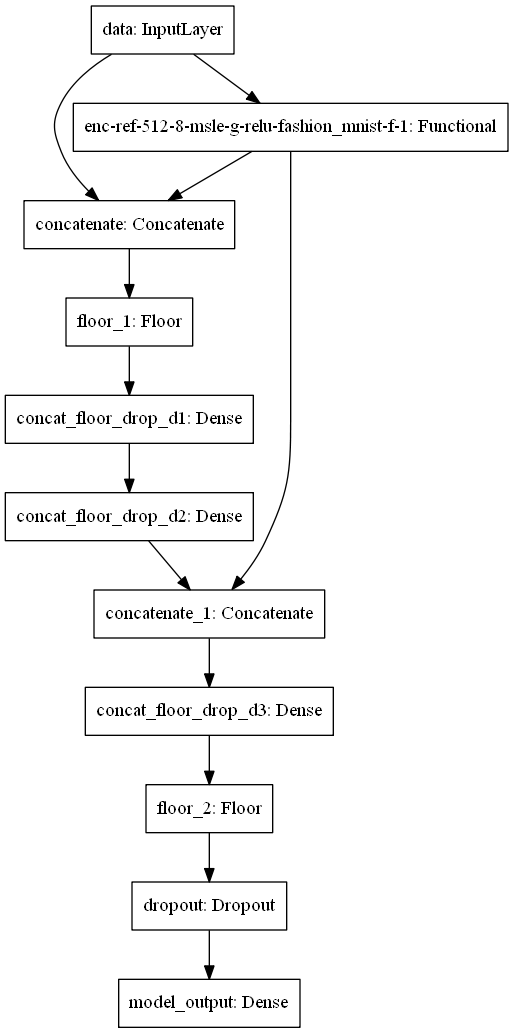 data: InputLayer
enc-ref-512-8-msle-g-relu-fashion_mnist-f-1: Functional
concatenate: Concatenate
floor_1: Floor
concat_floor_drop_d1: Dense
concat_floor_drop_d2: Dense
concatenate_1: Concatenate
concat_floor_drop_d3: Dense
floor_2: Floor
dropout: Dropout
model_output: Dense